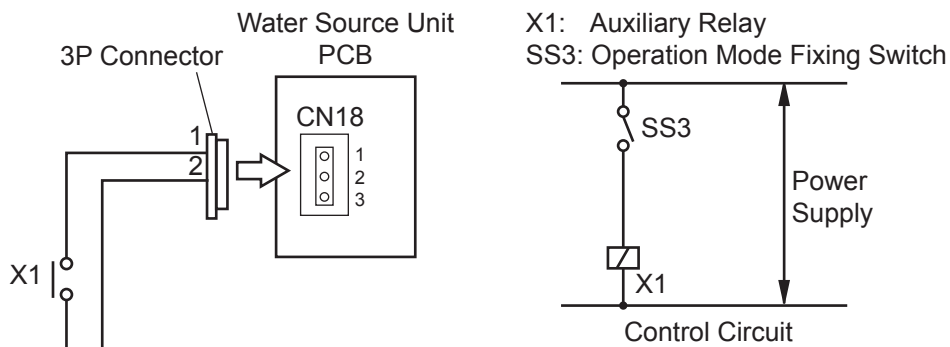 Water Source Unit
PCB
3P Connector
CN18
1
2
1
2
3
X1
X1: Auxiliary Relay
SS3: Operation Mode Fixing Switch
SS3
Power
Supply
X1
Control Circuit